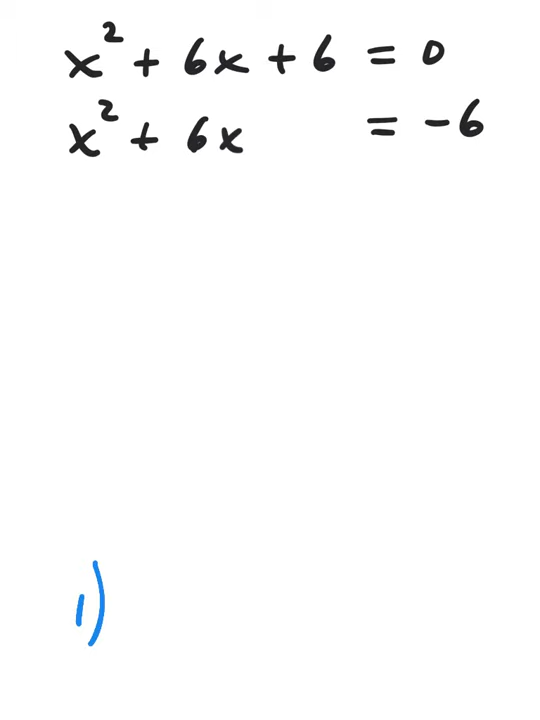 x² + 6x + 6 = 0
x² + 6x = -6
1)